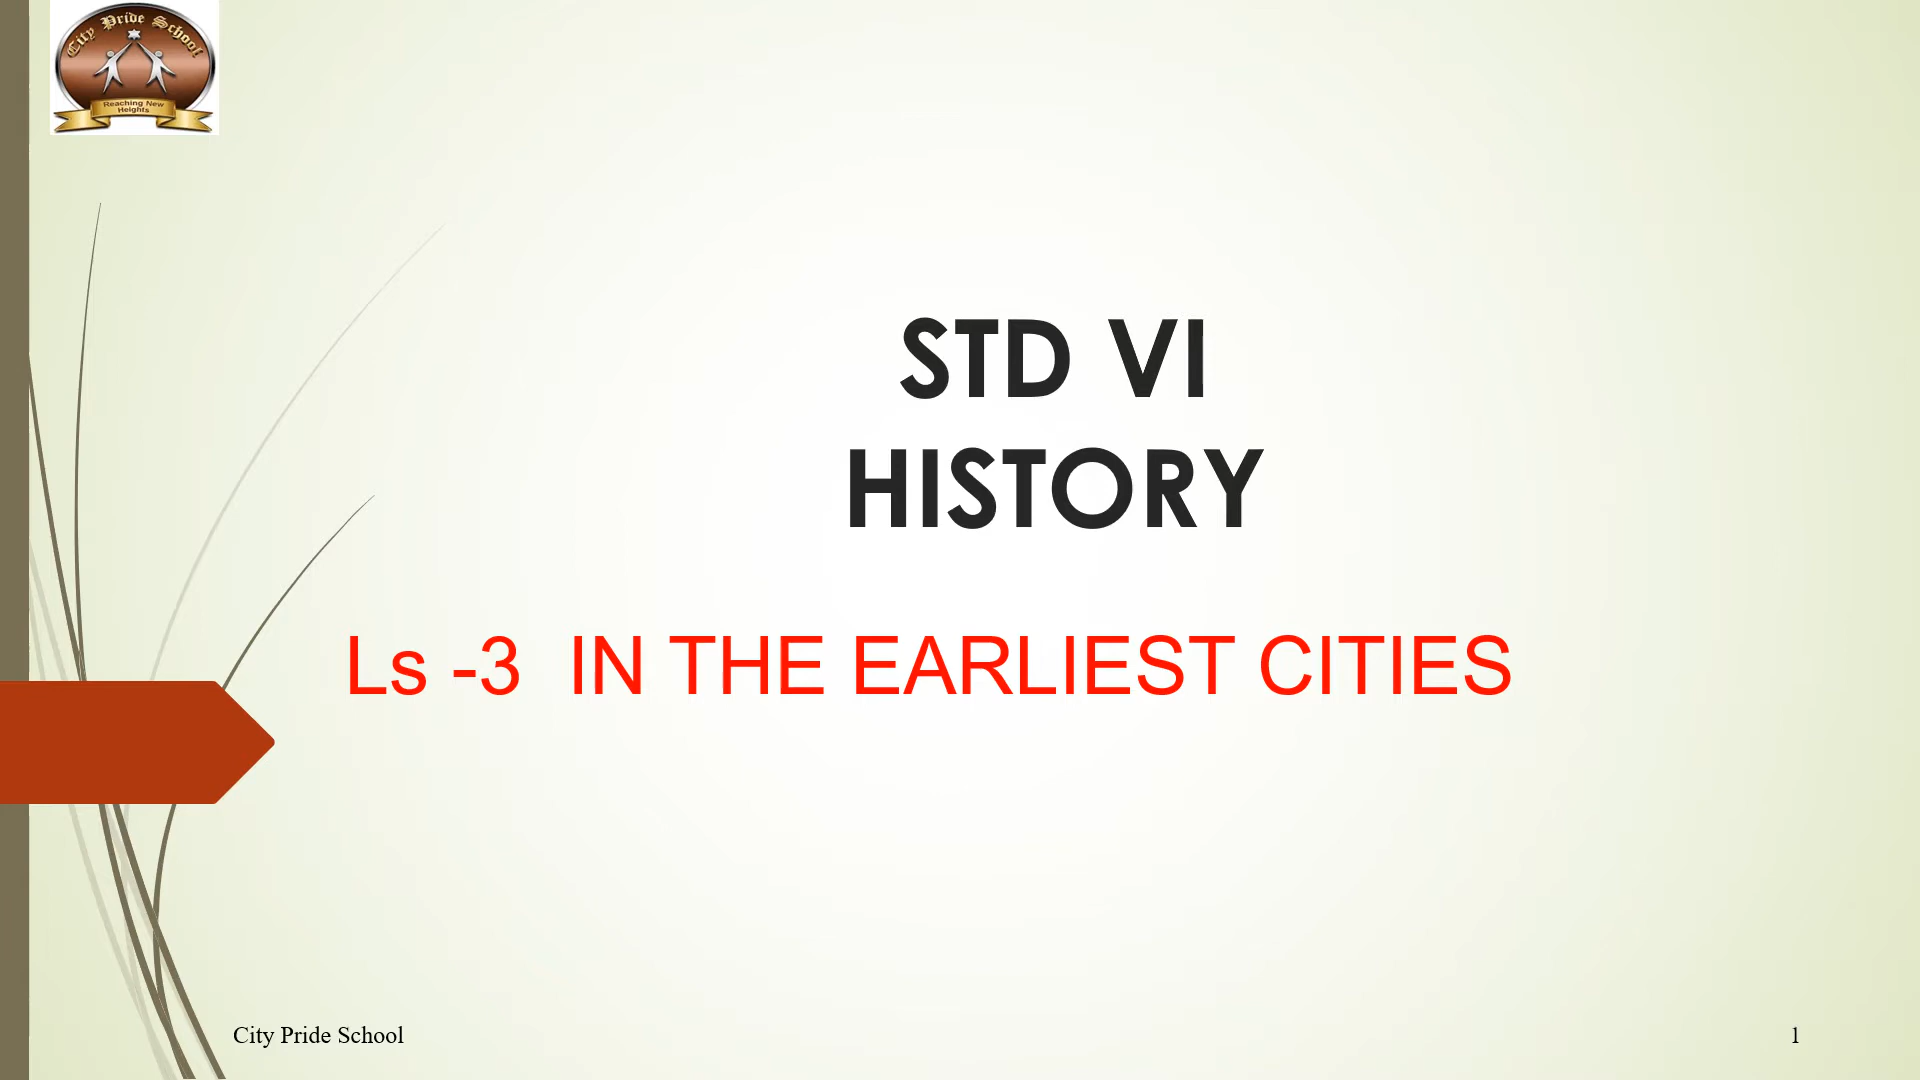 City Pride School
Reaching New
Heights
STD VI
HISTORY
Ls -3  IN THE EARLIEST CITIES
City Pride School
1